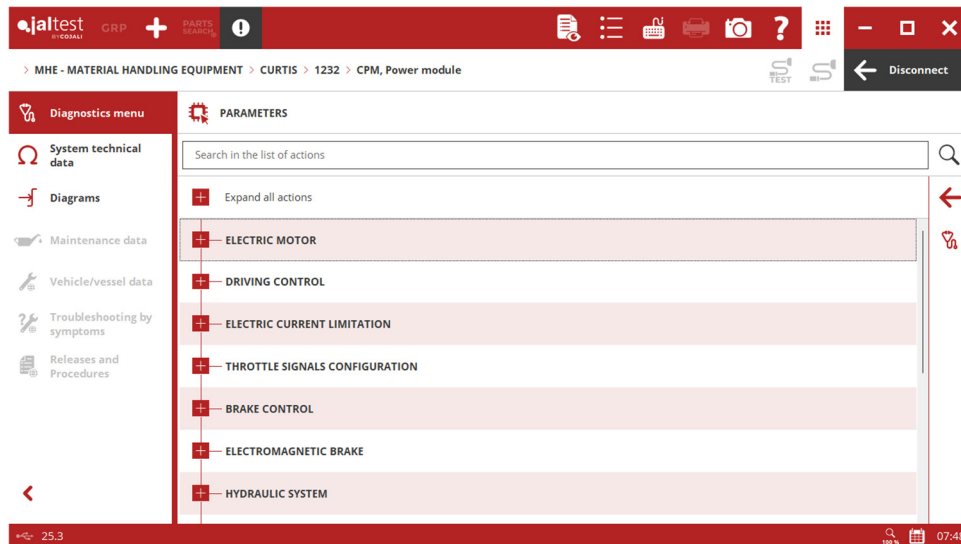 jaltest
BY COJALI
GRP
PARTS
SEARCH
> MHE - MATERIAL HANDLING EQUIPMENT > CURTIS > 1232 > CPM, Power module
TEST
Disconnect
Diagnostics menu
PARAMETERS
System technical
data
Search in the list of actions
Diagrams
Expand all actions
Maintenance data
ELECTRIC MOTOR
Vehicle/vessel data
DRIVING CONTROL
Troubleshooting by
symptoms
ELECTRIC CURRENT LIMITATION
Releases and
Procedures
THROTTLE SIGNALS CONFIGURATION
BRAKE CONTROL
ELECTROMAGNETIC BRAKE
HYDRAULIC SYSTEM
25.3
100 %
07:48